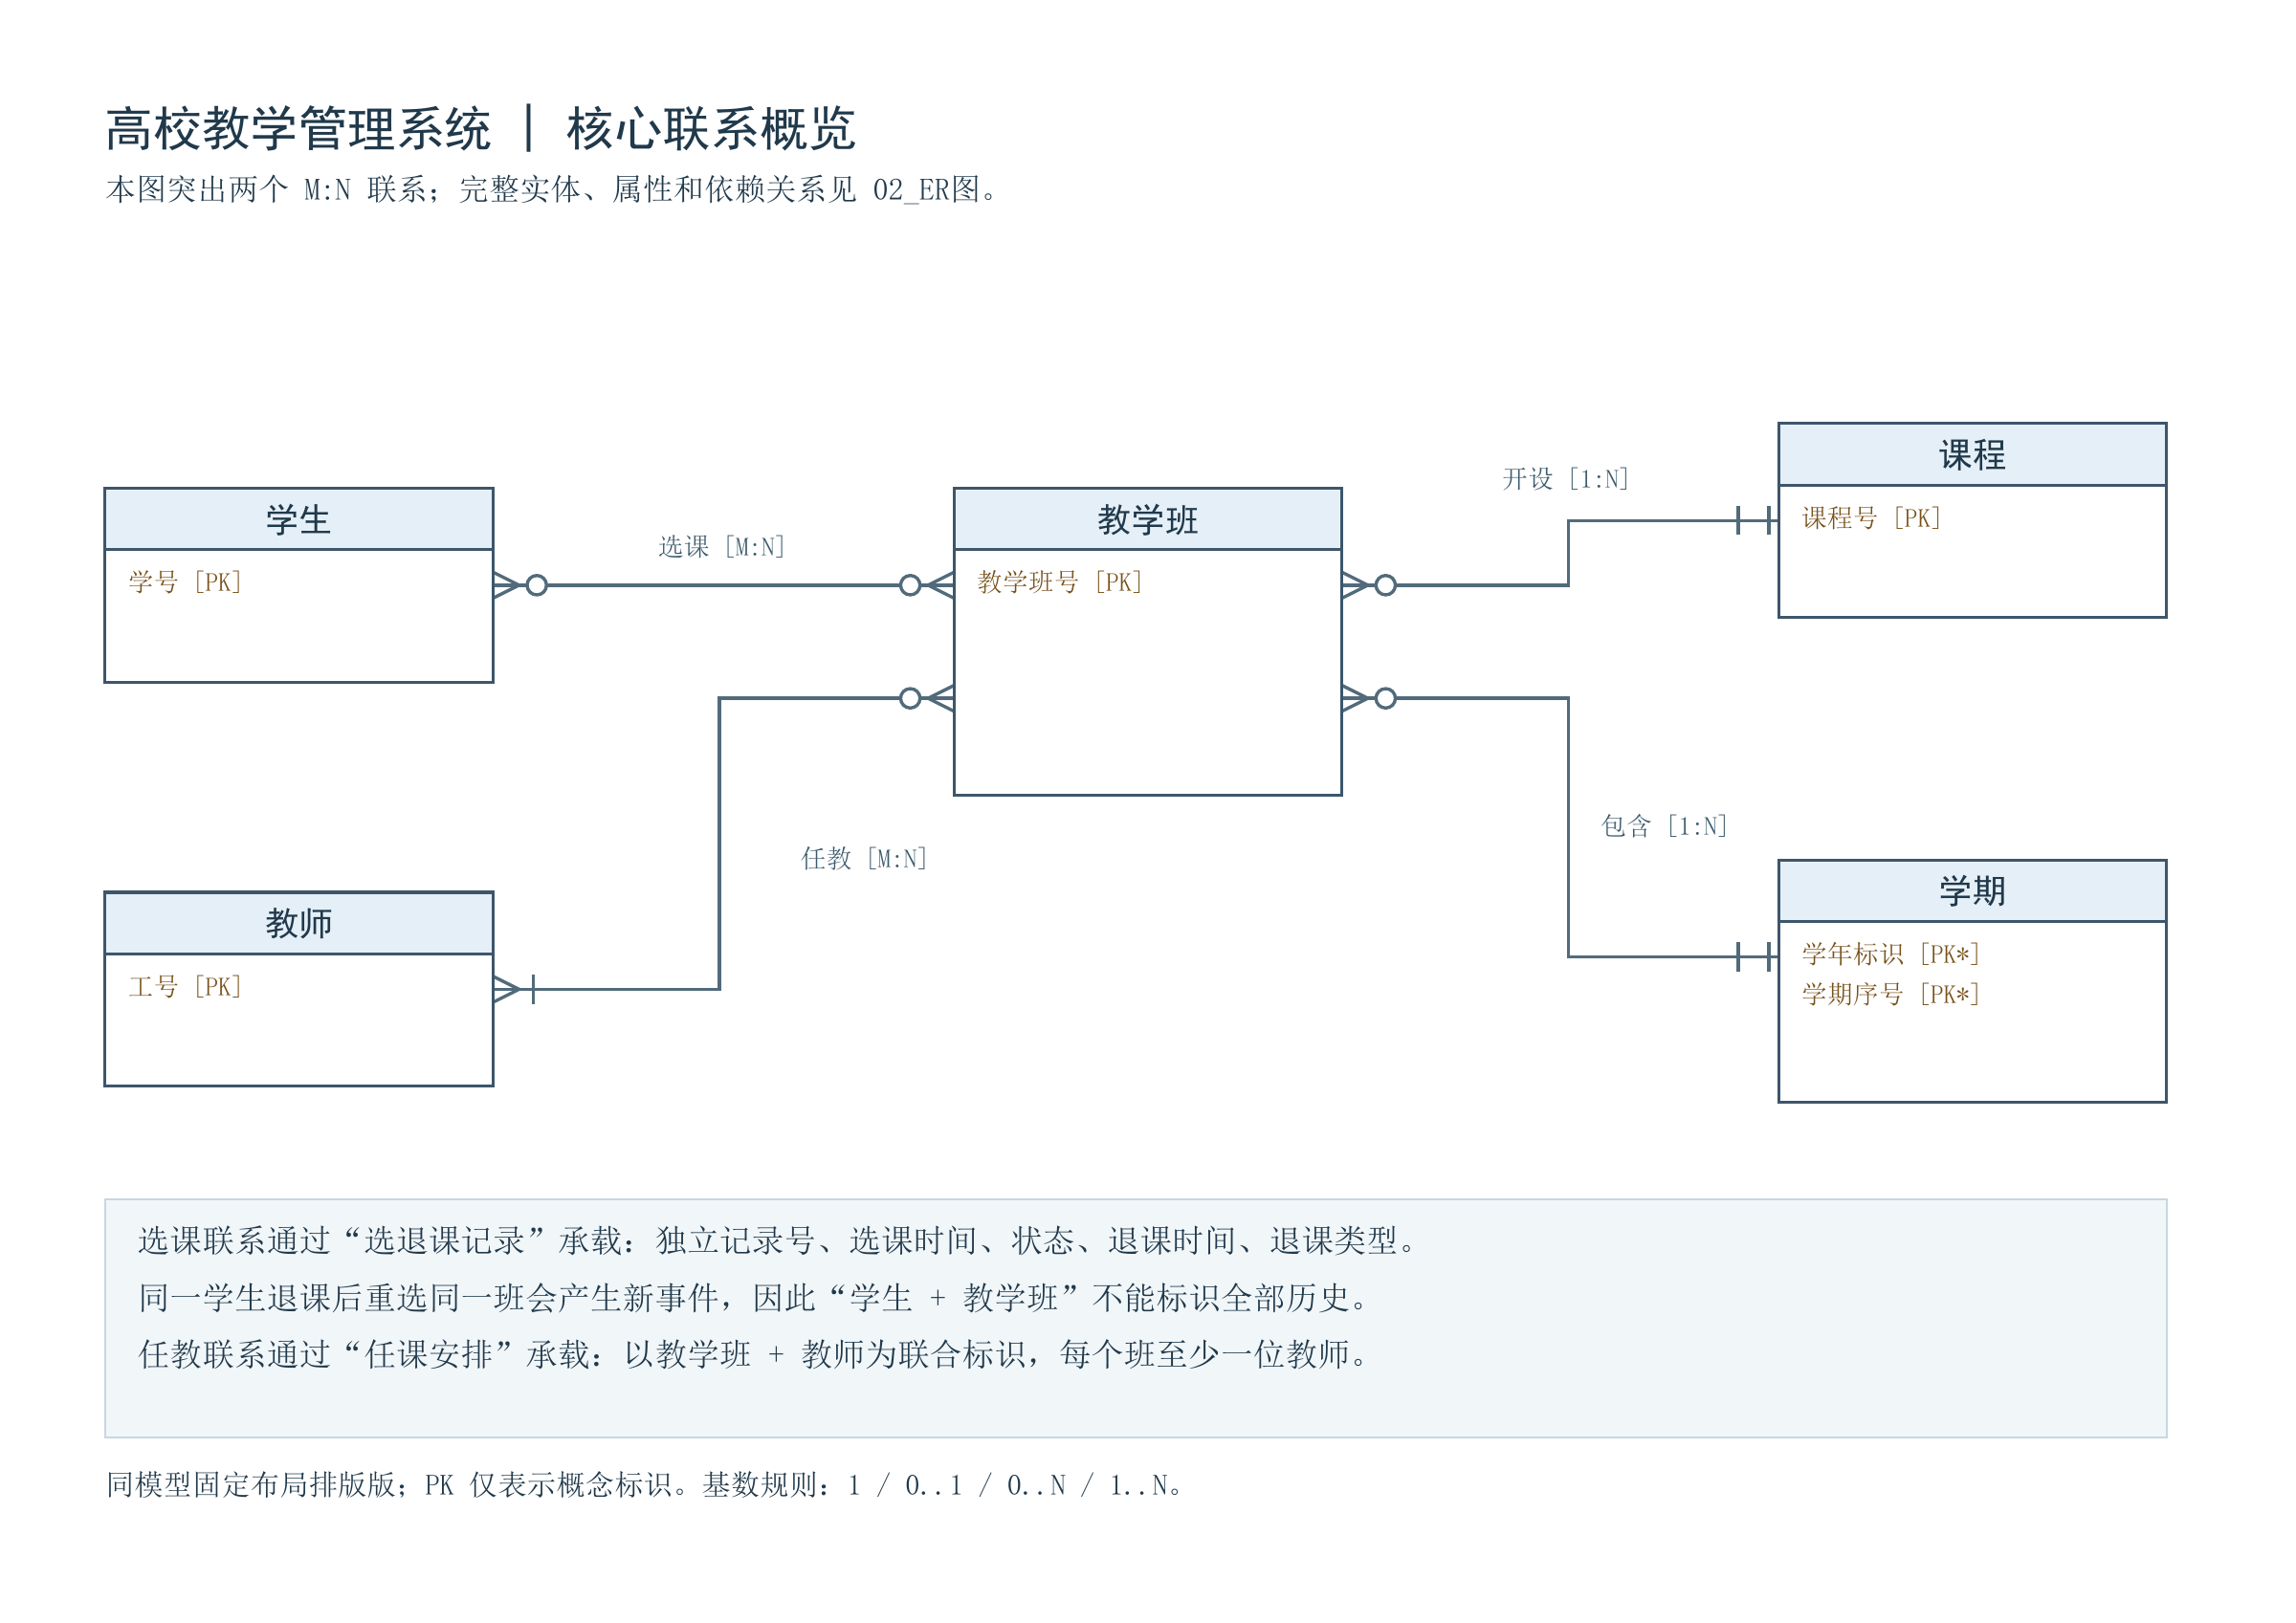 高校教学管理系统 | 核心联系概览
本图突出两个 M:N 联系；完整实体、属性和依赖关系见 02_ER图。
学生
学号 [PK]
选课 [M:N]
教学班
教学班号 [PK]
开设 [1:N]
课程
课程号 [PK]
教师
工号 [PK]
任教 [M:N]
包含 [1:N]
学期
学年标识 [PK*]
学期序号 [PK*]
选课联系通过“选退课记录”承载：独立记录号、选课时间、状态、退课时间、退课类型。
同一学生退课后重选同一班会产生新事件，因此“学生 + 教学班”不能标识全部历史。
任教联系通过“任课安排”承载：以教学班 + 教师为联合标识，每个班至少一位教师。
同模型固定布局排版版；PK 仅表示概念标识。基数规则：1 / 0..1 / 0..N / 1..N。